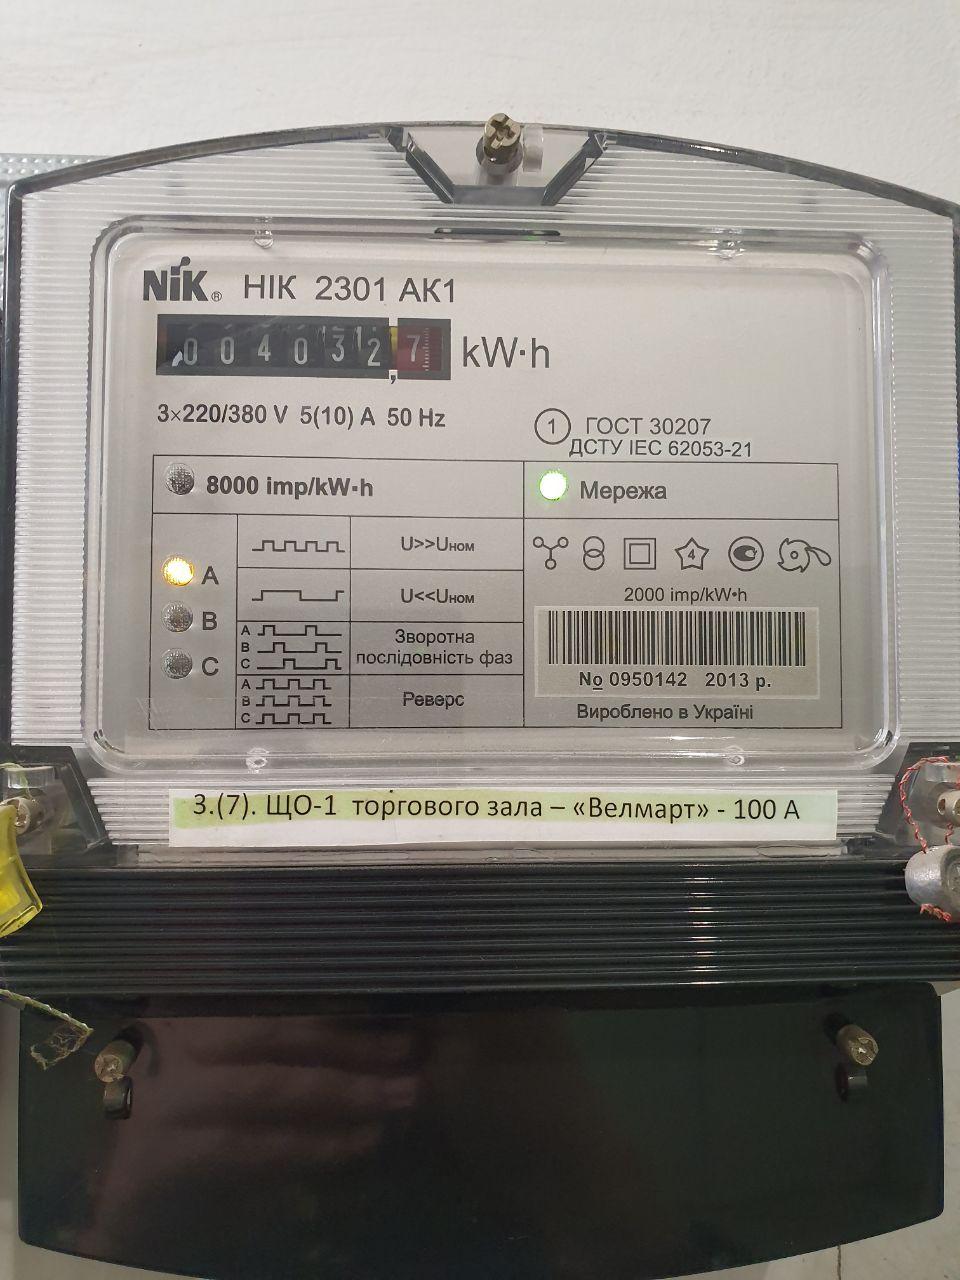 NiK® НІК 2301 АК1
004032,7 kW·h
3×220/380 V 5(10) A 50 Hz
1 ГОСТ 30207
ДСТУ IEC 62053-21
8000 imp/kW·h
Мережа
A
B
C
U>>Uном
U<<Uном
A
B
C
Зворотна
послідовність фаз
A
B
C
Реверс
4
2000 imp/kW·h
№ 0950142 2013 р.
Вироблено в Україні
3.(7). ЩО-1 торгового зала – «Велмарт» - 100 А